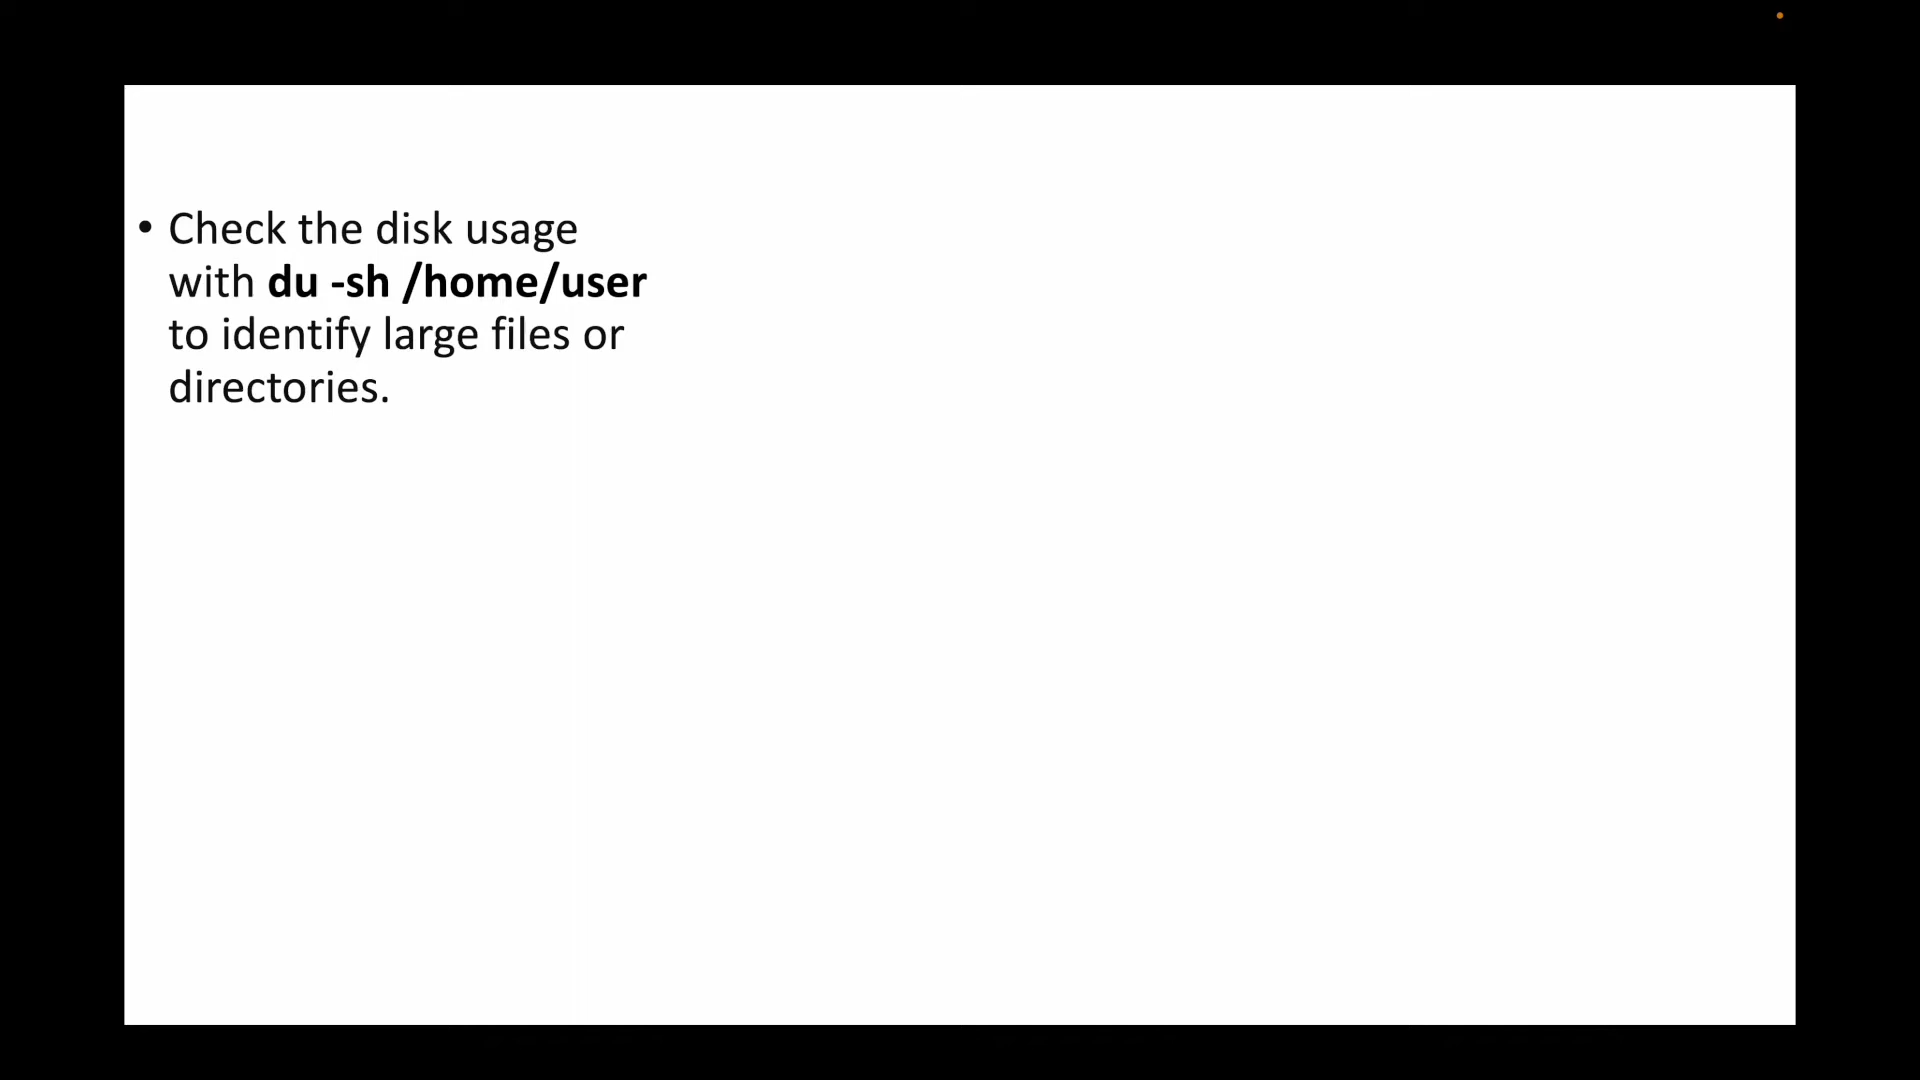 • Check the disk usage
with du -sh /home/user
to identify large files or
directories.